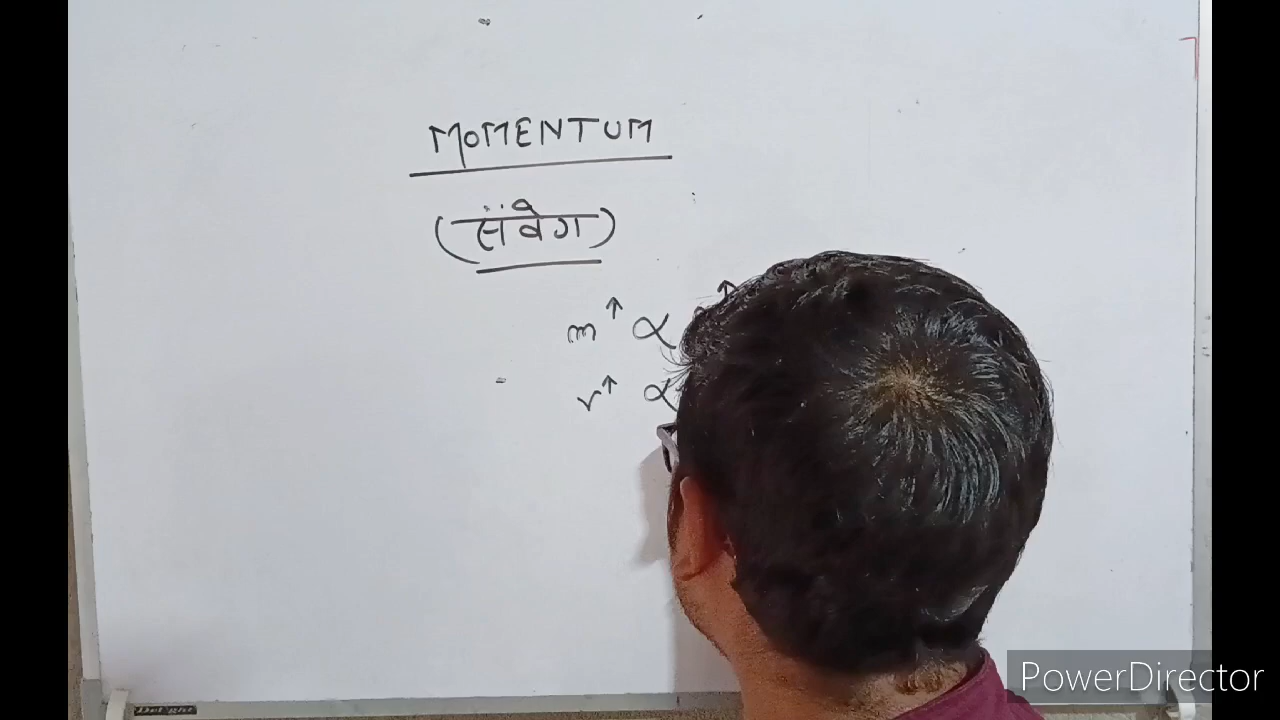 MOMENTUM
(संवेग)
m↑ ∝ ↑
v↑ ∝
PowerDirector